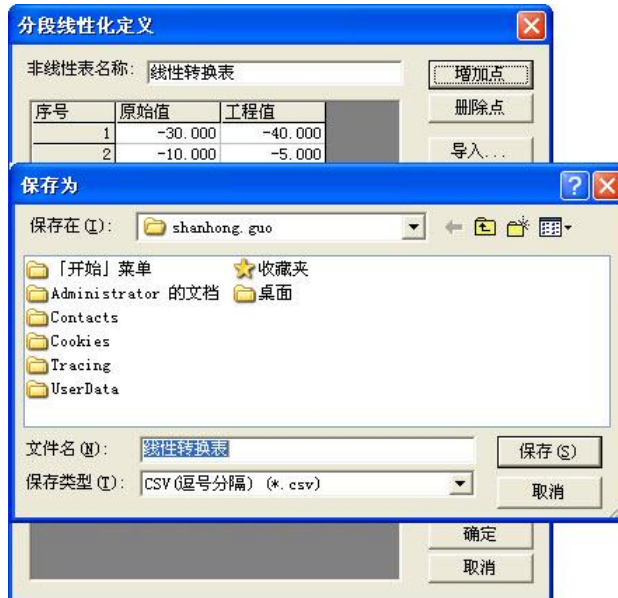 分段线性化定义
非线性表名称: 线性转换表
增加点
删除点
序号 原始值 工程值
1 -30.000 -40.000
2 -10.000 -5.000
导入...
保存为
保存在(I): shanhong.guo
「开始」菜单 收藏夹
Administrator 的文档 桌面
Contacts
Cookies
Tracing
UserData
文件名(N): 线性转换表 保存(S)
保存类型(T): CSV(逗号分隔) (*.csv) 取消
确定
取消